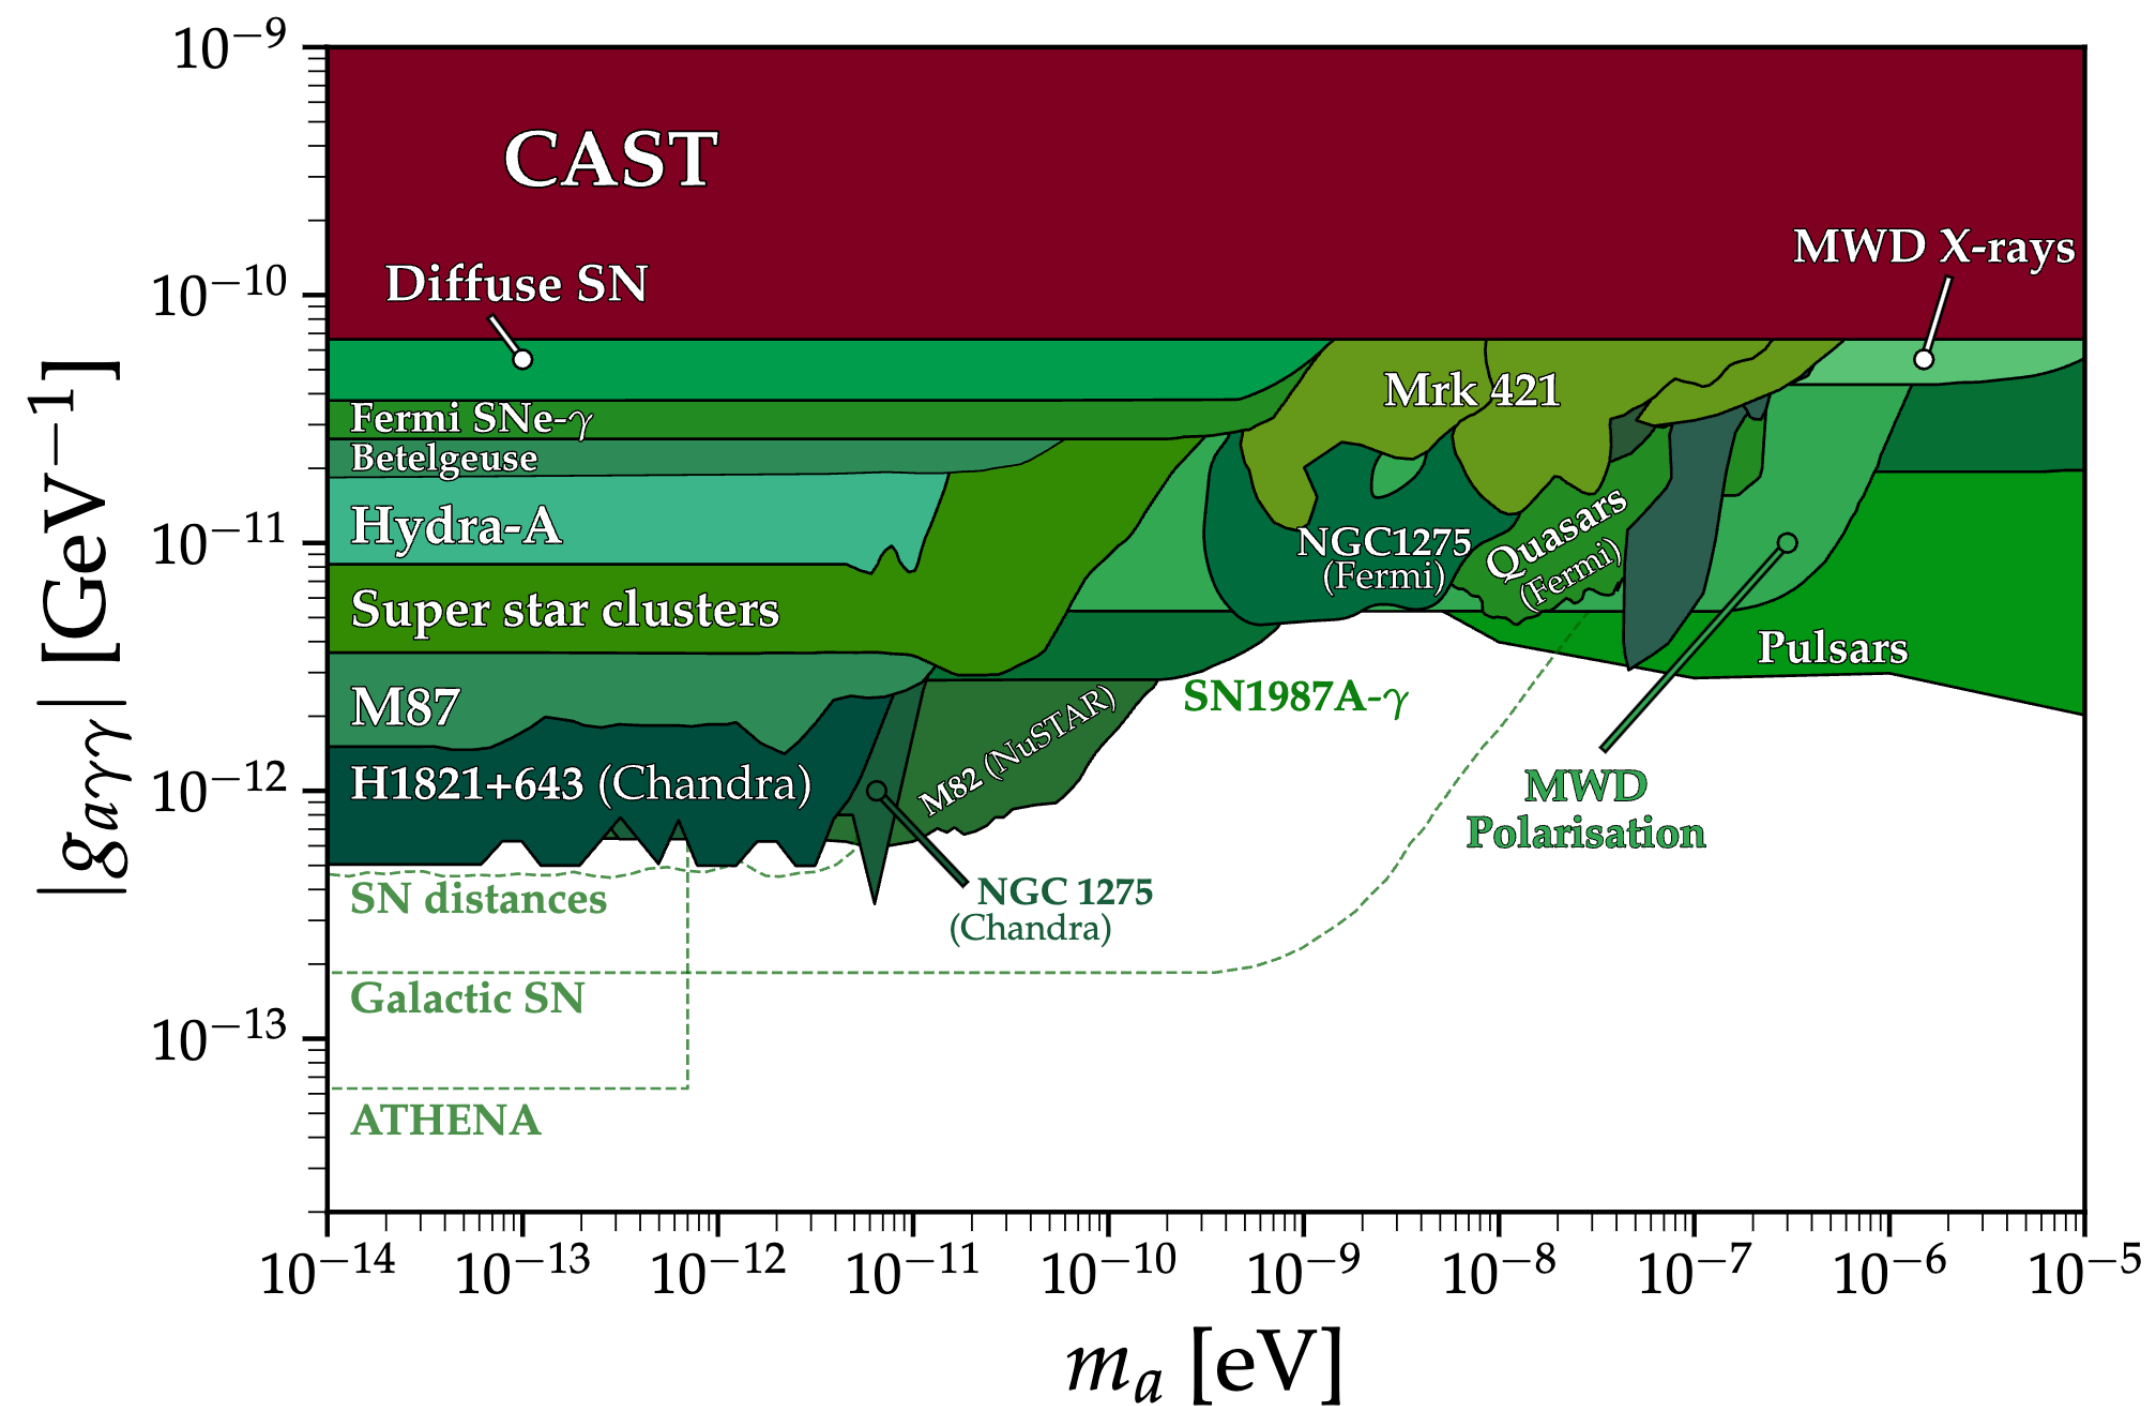 10⁻⁹
CAST
MWD X-rays
Diffuse SN
10⁻¹⁰
Mrk 421
Fermi SNe-γ
Betelgeuse
Hydra-A
10⁻¹¹
NGC1275
(Fermi)
Quasars
(Fermi)
Super star clusters
Pulsars
M87
SN1987A-γ
M82 (NuSTAR)
H1821+643 (Chandra)
10⁻¹²
MWD
Polarisation
SN distances
NGC 1275
(Chandra)
Galactic SN
10⁻¹³
ATHENA
|g_{aγγ}| [GeV⁻¹]
10⁻¹⁴ 10⁻¹³ 10⁻¹² 10⁻¹¹ 10⁻¹⁰ 10⁻⁹ 10⁻⁸ 10⁻⁷ 10⁻⁶ 10⁻⁵
mₐ [eV]